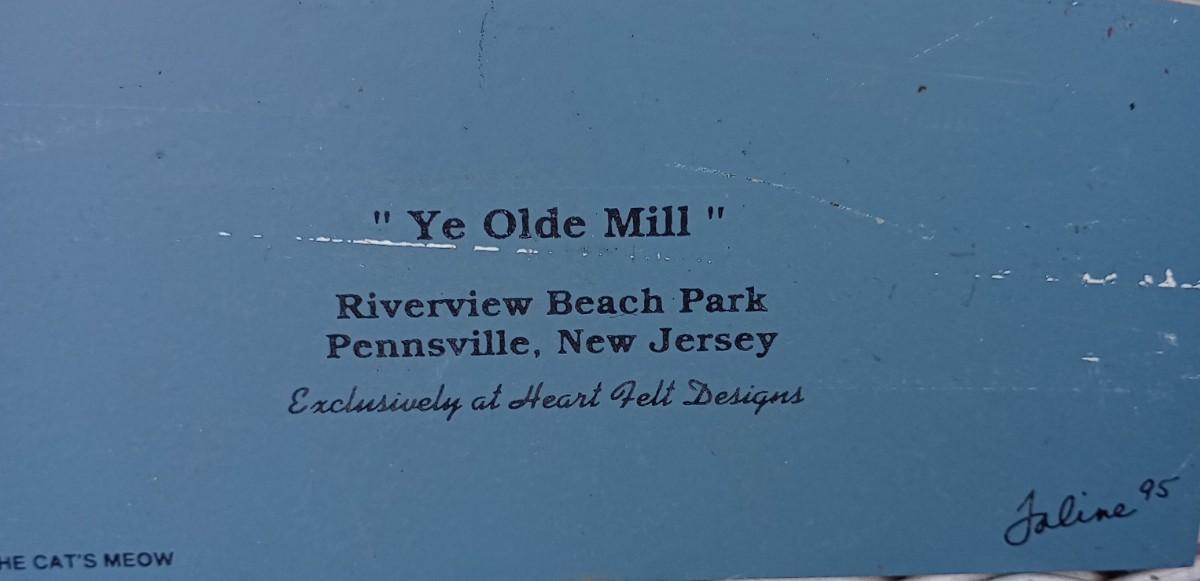 " Ye Olde Mill "
Riverview Beach Park
Pennsville, New Jersey
Exclusively at Heart Felt Designs
Faline 95
HE CAT'S MEOW